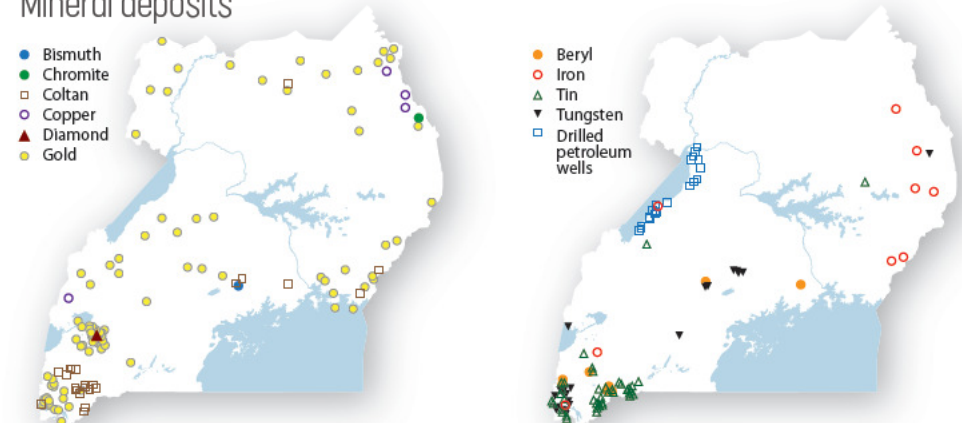 Mineral deposits
Bismuth
Chromite
Coltan
Copper
Diamond
Gold
Beryl
Iron
Tin
Tungsten
Drilled
petroleum
wells